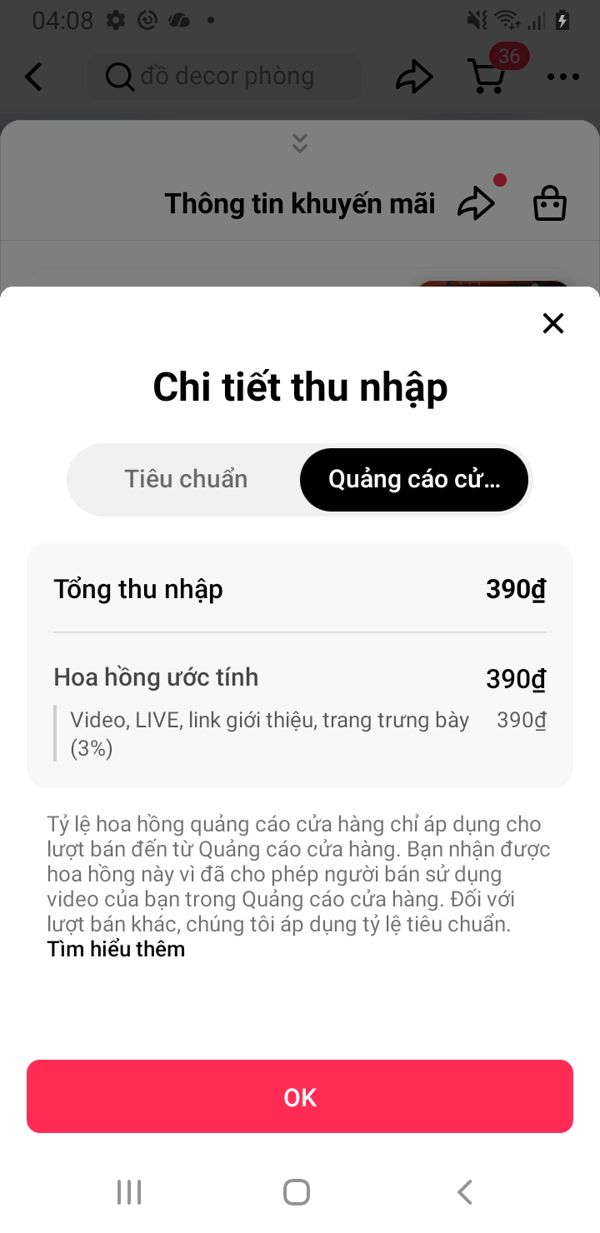 04:08
đồ decor phòng
36
Thông tin khuyến mãi
Chi tiết thu nhập
Tiêu chuẩn
Quảng cáo cử...
Tổng thu nhập 390₫
Hoa hồng ước tính 390₫
Video, LIVE, link giới thiệu, trang trưng bày 390₫
(3%)
Tỷ lệ hoa hồng quảng cáo cửa hàng chỉ áp dụng cho
lượt bán đến từ Quảng cáo cửa hàng. Bạn nhận được
hoa hồng này vì đã cho phép người bán sử dụng
video của bạn trong Quảng cáo cửa hàng. Đối với
lượt bán khác, chúng tôi áp dụng tỷ lệ tiêu chuẩn.
Tìm hiểu thêm
OK